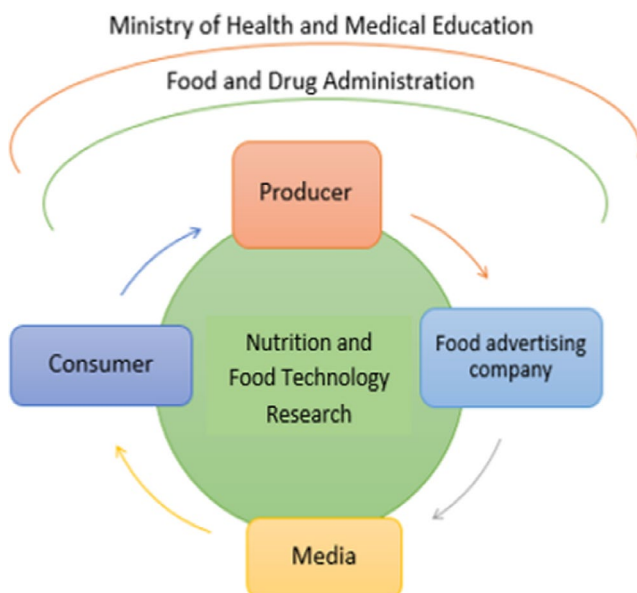 Ministry of Health and Medical Education
Food and Drug Administration
Producer
Consumer
Nutrition and
Food Technology
Research
Food advertising
company
Media